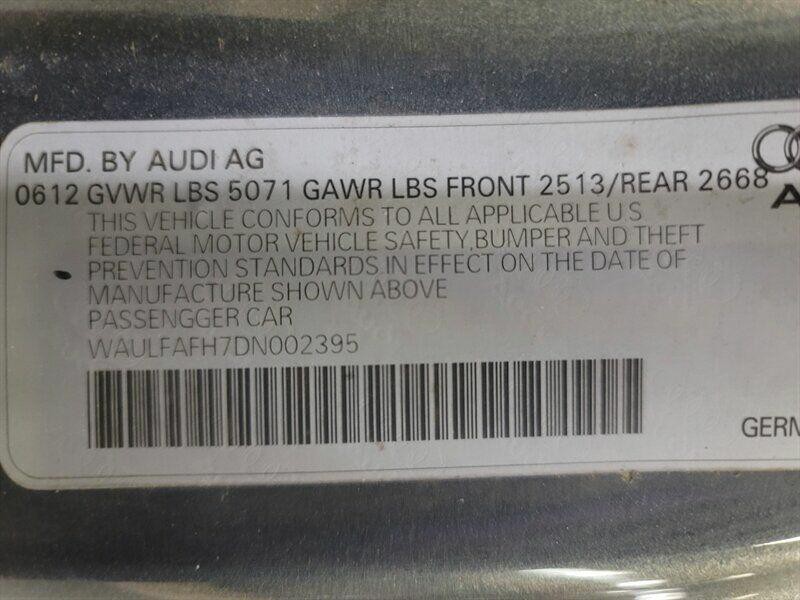 MFD. BY AUDI AG
0612 GVWR LBS 5071 GAWR LBS FRONT 2513/REAR 2668
THIS VEHICLE CONFORMS TO ALL APPLICABLE U.S
FEDERAL MOTOR VEHICLE SAFETY,BUMPER AND THEFT
PREVENTION STANDARDS IN EFFECT ON THE DATE OF
MANUFACTURE SHOWN ABOVE
PASSENGGER CAR
WAULFAFH7DN002395